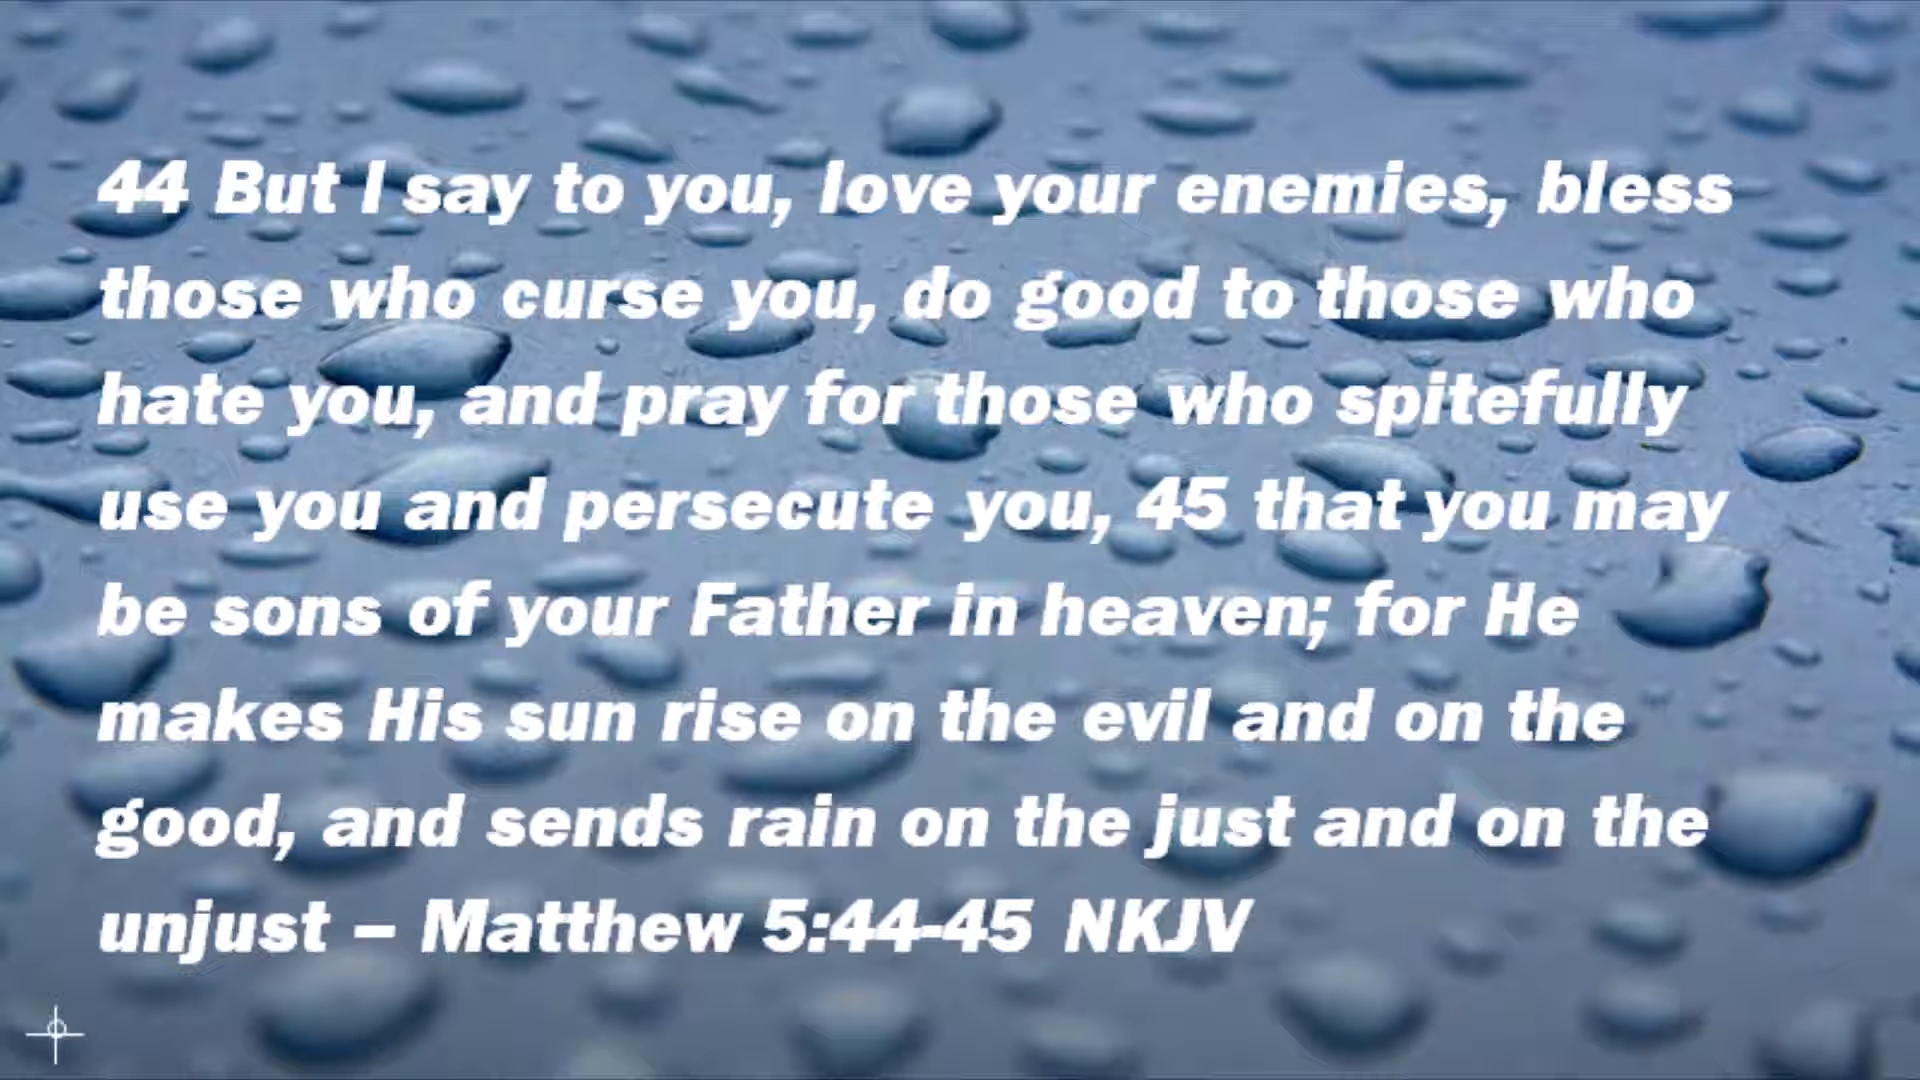 44 But I say to you, love your enemies, bless
those who curse you, do good to those who
hate you, and pray for those who spitefully
use you and persecute you, 45 that you may
be sons of your Father in heaven; for He
makes His sun rise on the evil and on the
good, and sends rain on the just and on the
unjust – Matthew 5:44-45 NKJV